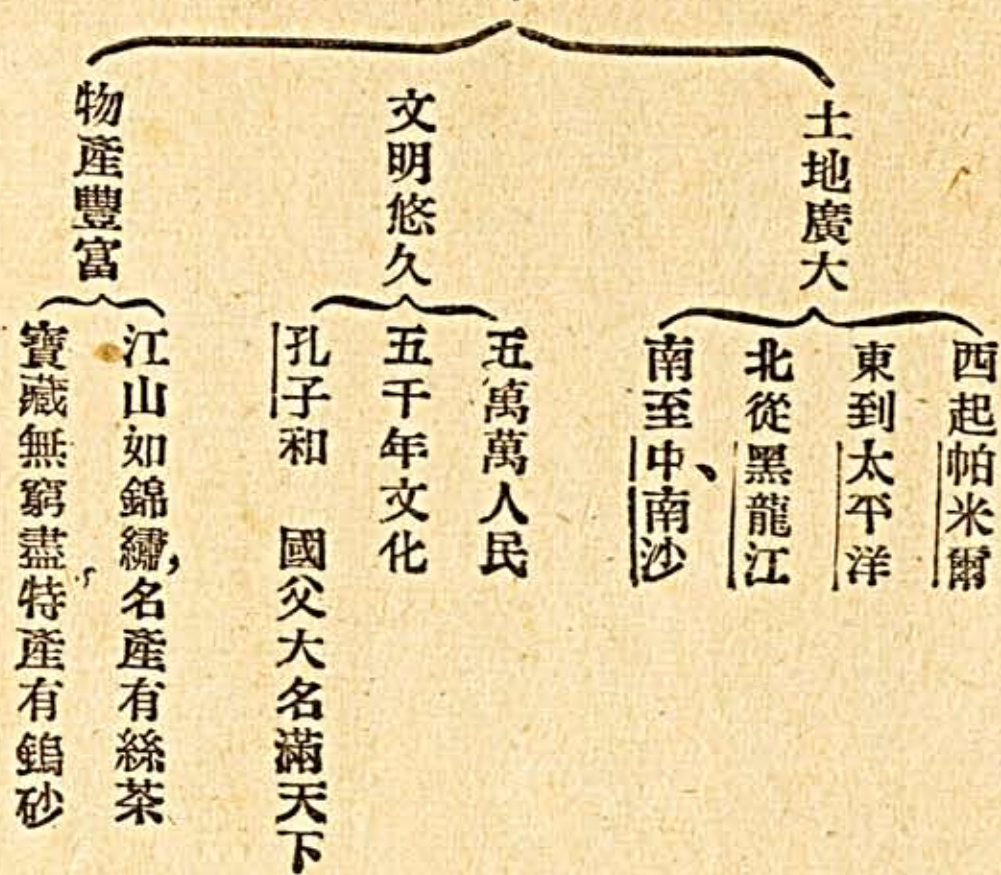 土地廣大
西起帕米爾
東到太平洋
北從黑龍江
南至中、南沙
文明悠久
五萬萬人民
五千年文化
孔子和　國父大名滿天下
物產豐富
江山如錦繡,名產有絲茶
寶藏無窮盡特產有鎢砂